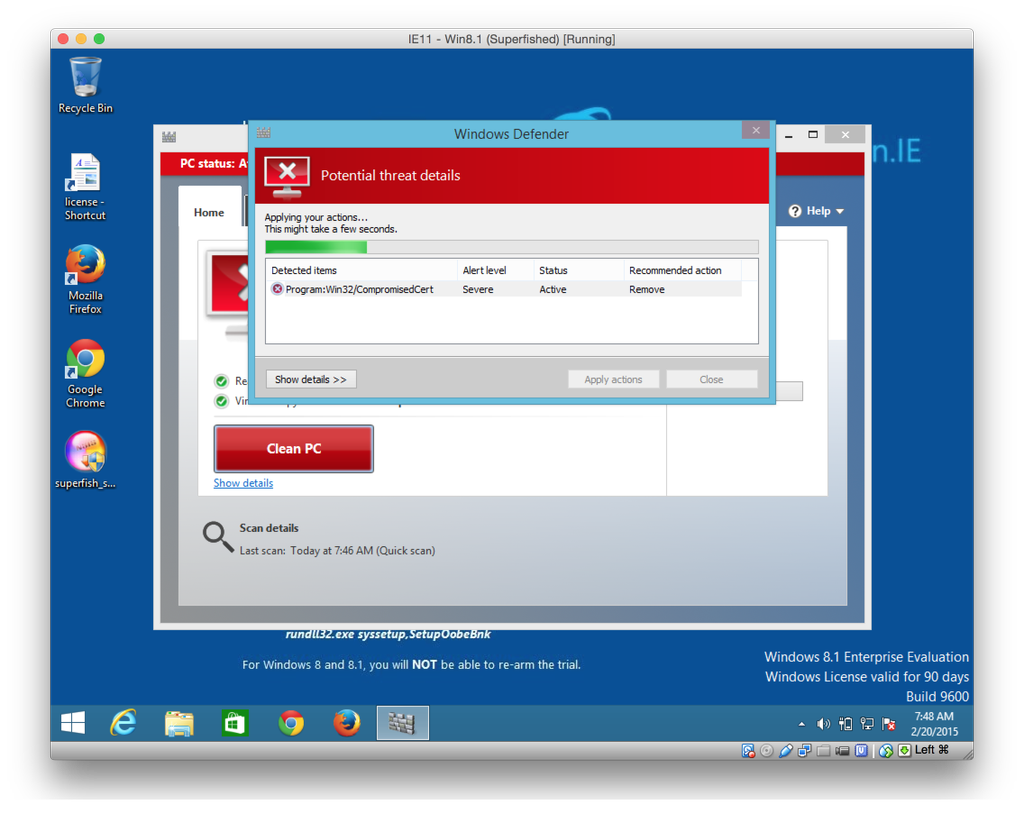 IE11 - Win8.1 (Superfished) [Running]
Recycle Bin
license -
Shortcut
Mozilla
Firefox
Google
Chrome
superfish_s...
n.IE
PC status:
Home
Help
Windows Defender
Potential threat details
Applying your actions...
This might take a few seconds.
Detected items Alert level Status Recommended action
Program:Win32/CompromisedCert Severe Active Remove
Show details >> Apply actions Close
Clean PC
Show details
Scan details
Last scan: Today at 7:46 AM (Quick scan)
rundll32.exe syssetup,SetupOobeBnk
For Windows 8 and 8.1, you will NOT be able to re-arm the trial.
Windows 8.1 Enterprise Evaluation
Windows License valid for 90 days
Build 9600
7:48 AM
2/20/2015
Left ⌘